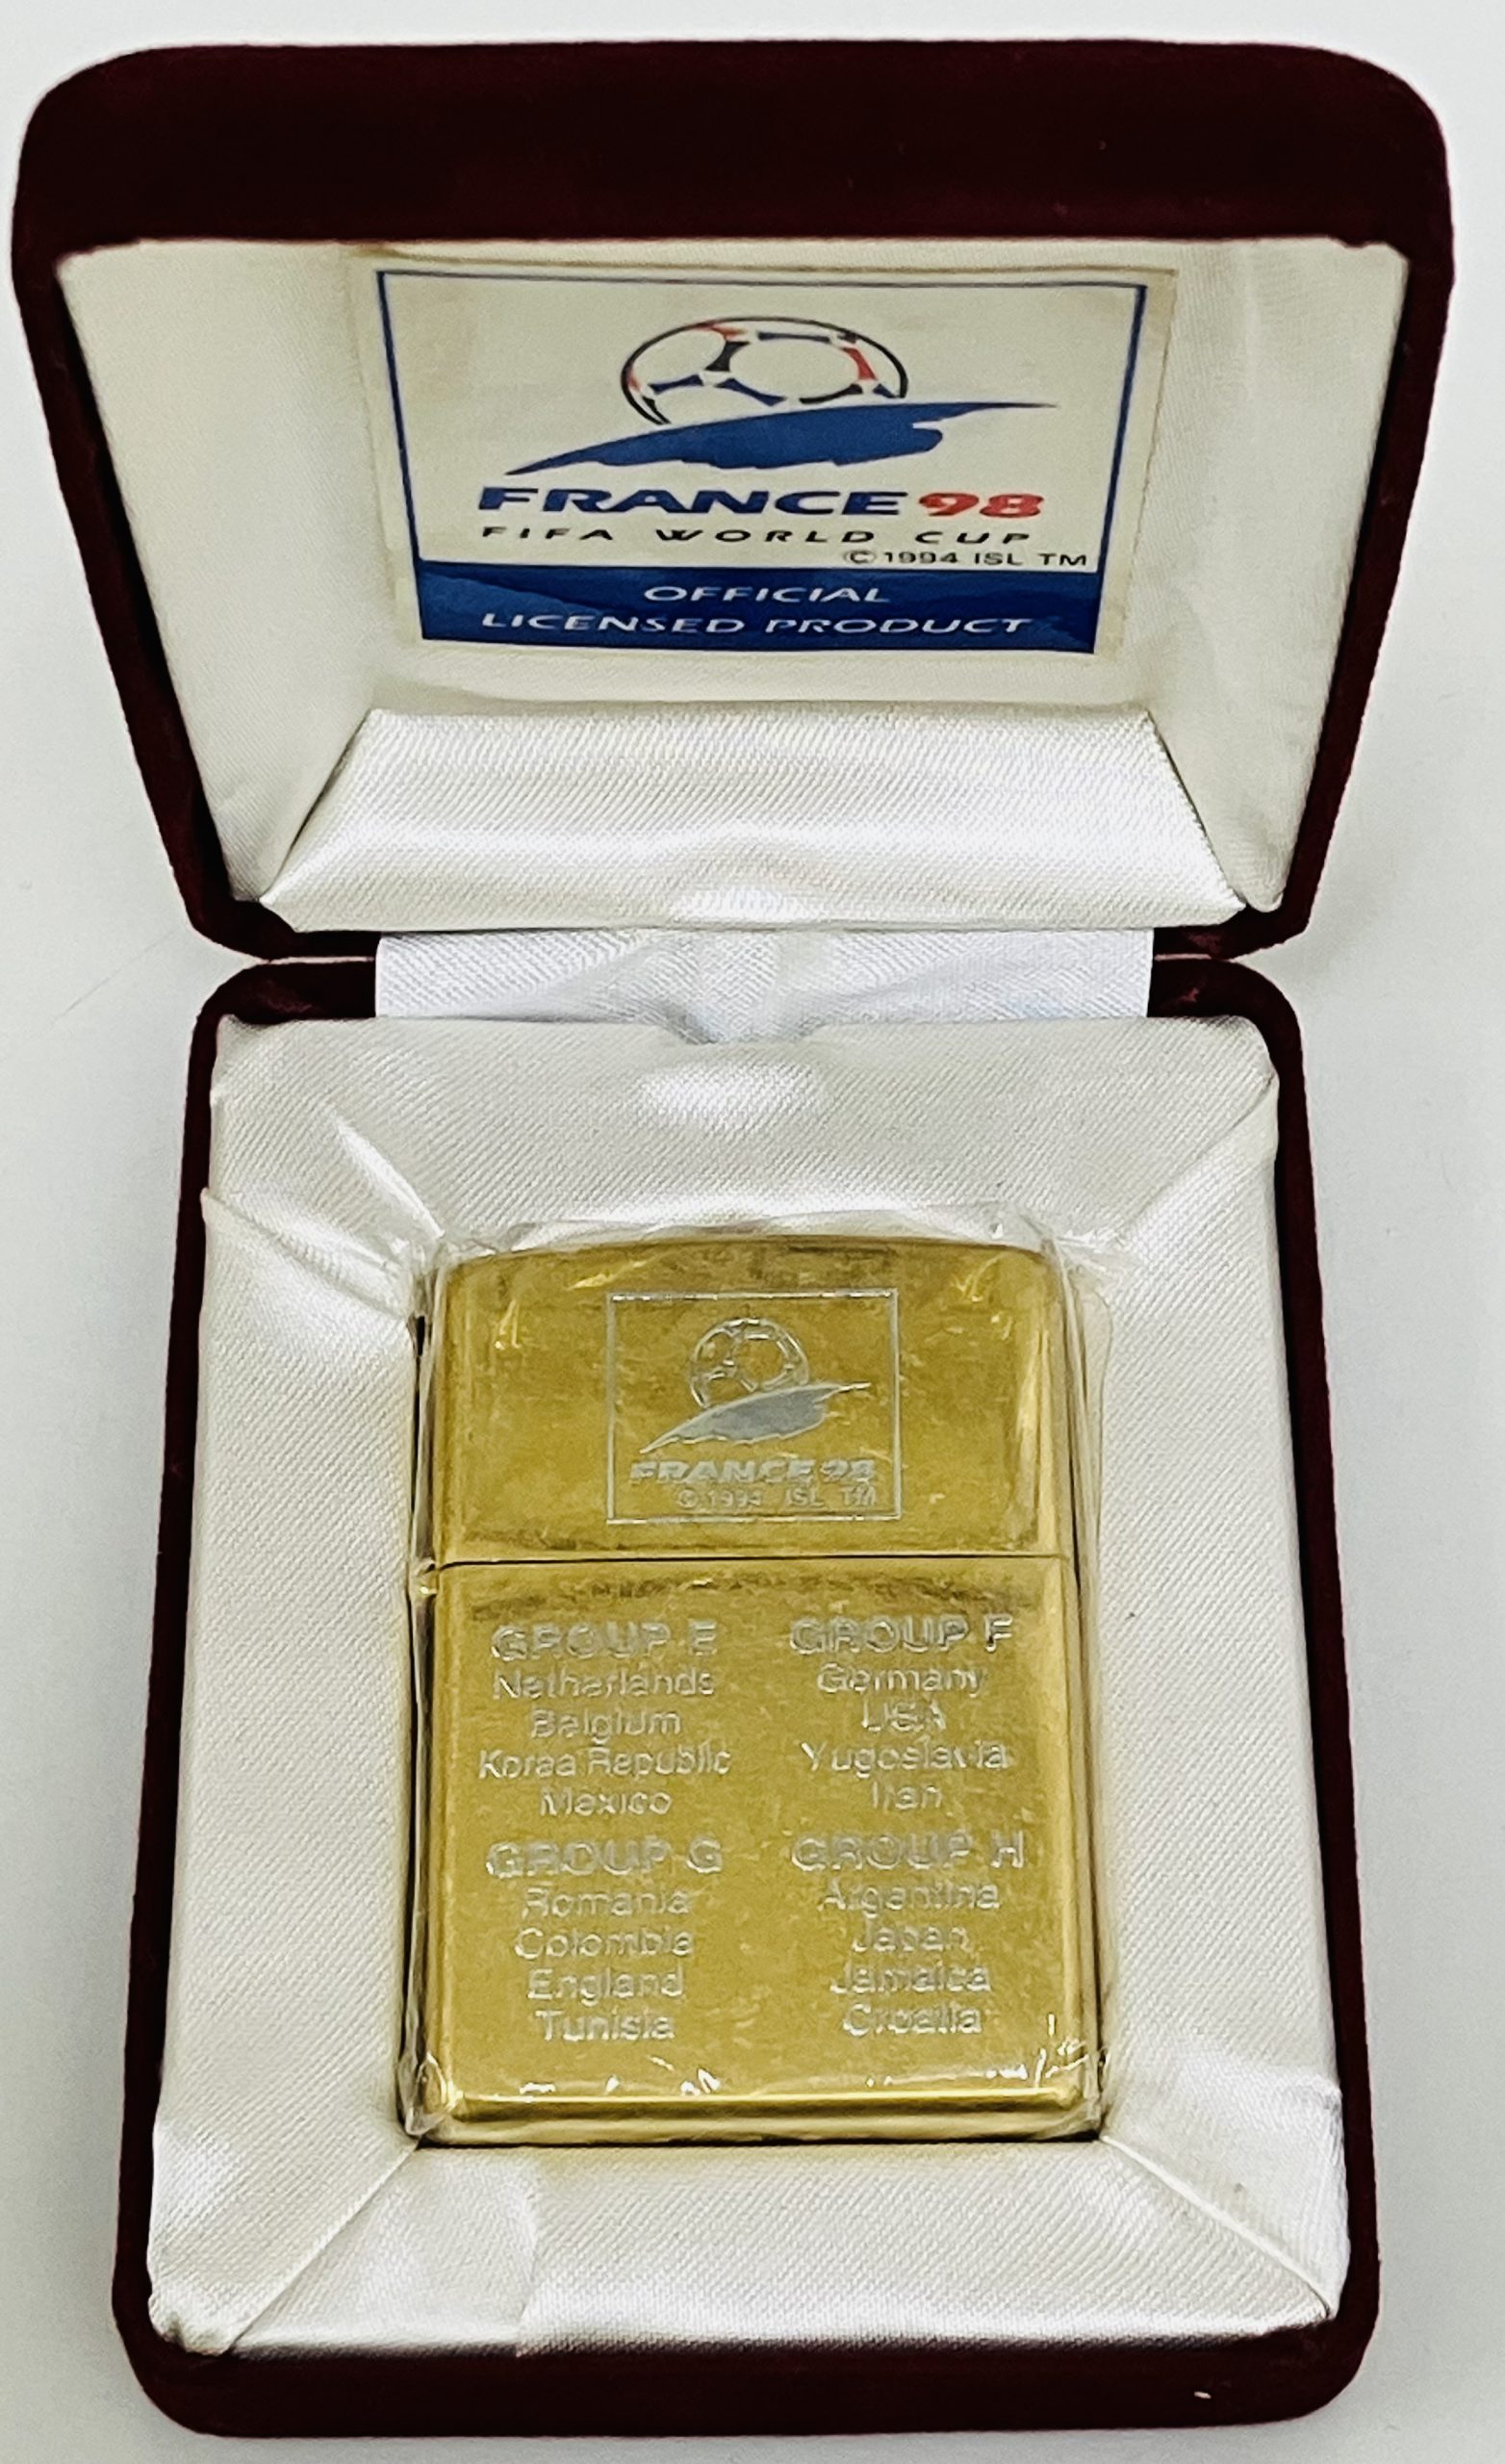 FRANCE 98
FIFA WORLD CUP
©1994 ISL TM
OFFICIAL
LICENSED PRODUCT
FRANCE 98
©1994 ISL TM
GROUP E
Netherlands
Belgium
Korea Republic
Mexico
GROUP F
Germany
USA
Yugoslavia
Iran
GROUP G
Romania
Colombia
England
Tunisia
GROUP H
Argentina
Japan
Jamaica
Croatia